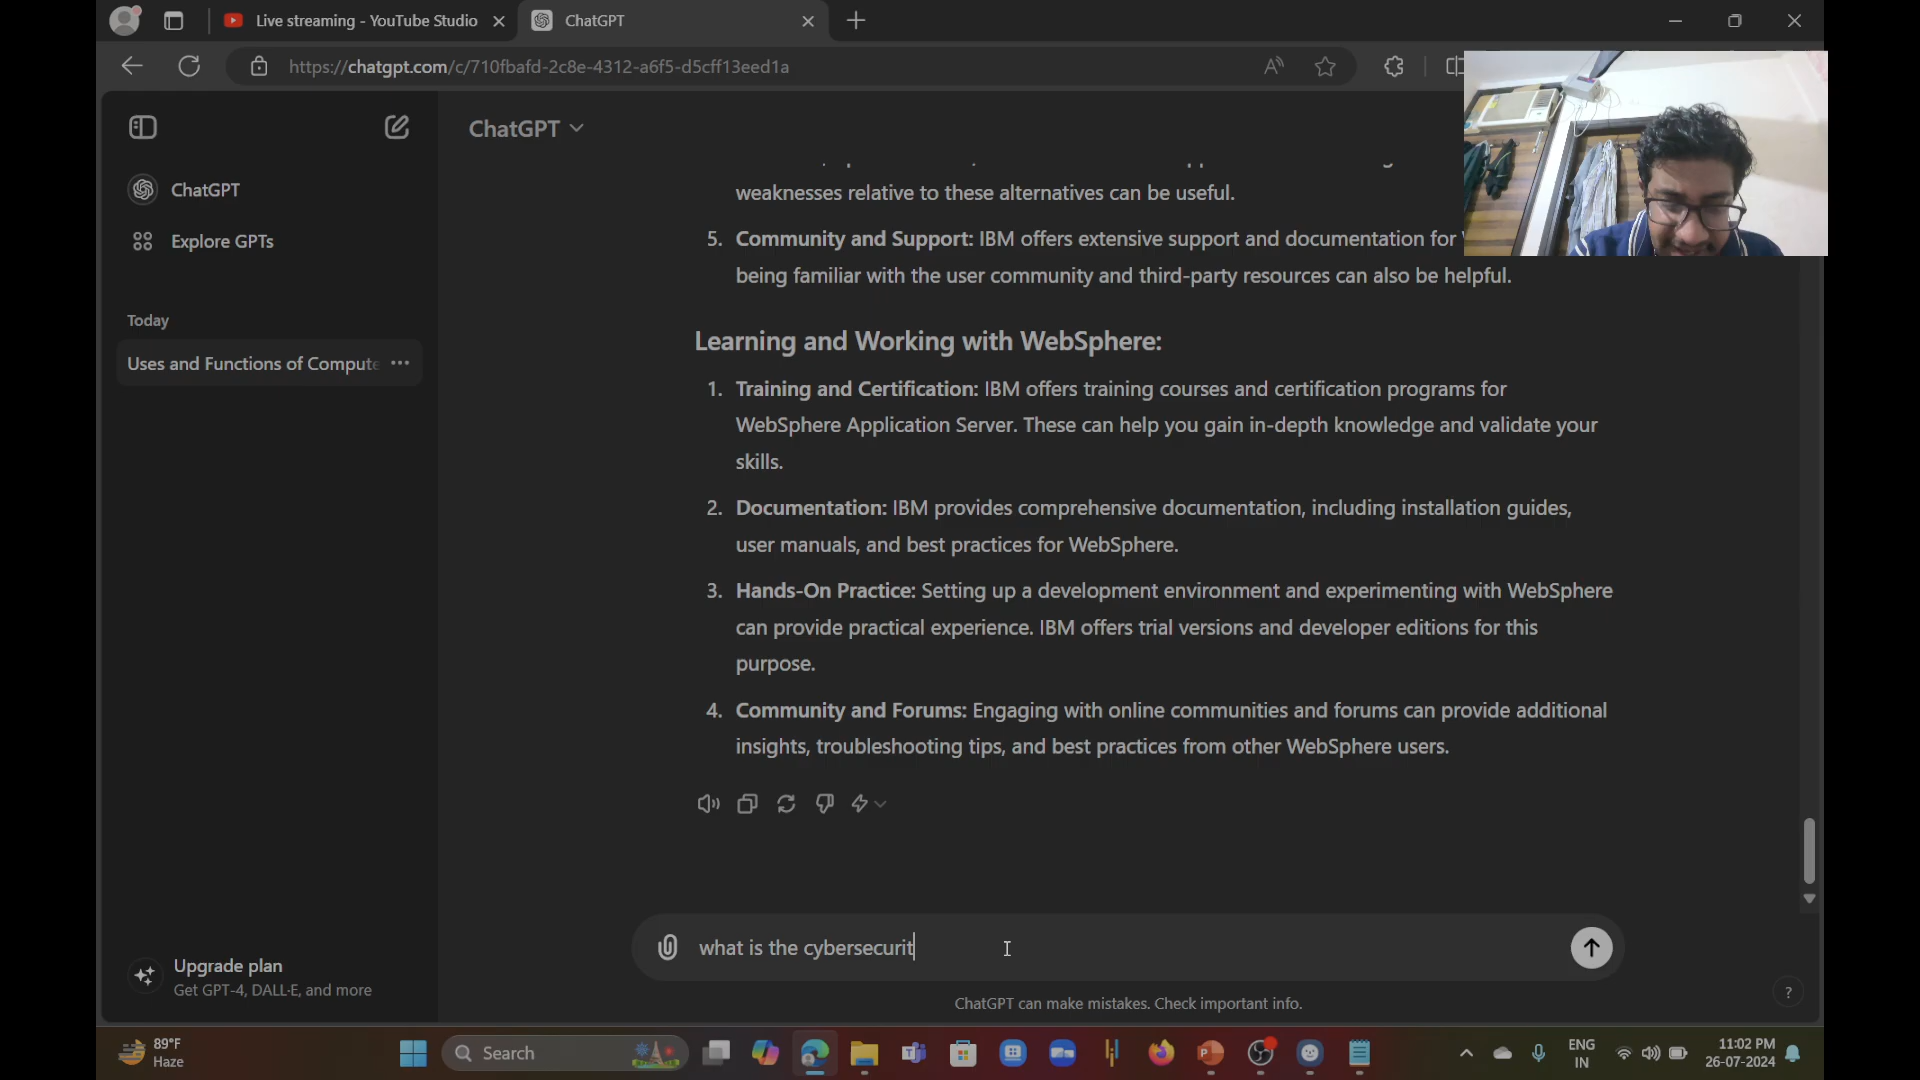 Live streaming - YouTube Studio
ChatGPT
https://chatgpt.com/c/710fbafd-2c8e-4312-a6f5-d5cff13eed1a
ChatGPT
Explore GPTs
Today
Uses and Functions of Compute
Upgrade plan
Get GPT-4, DALL·E, and more
ChatGPT
weaknesses relative to these alternatives can be useful.
5. Community and Support: IBM offers extensive support and documentation for
being familiar with the user community and third-party resources can also be helpful.
Learning and Working with WebSphere:
1. Training and Certification: IBM offers training courses and certification programs for
WebSphere Application Server. These can help you gain in-depth knowledge and validate your
skills.
2. Documentation: IBM provides comprehensive documentation, including installation guides,
user manuals, and best practices for WebSphere.
3. Hands-On Practice: Setting up a development environment and experimenting with WebSphere
can provide practical experience. IBM offers trial versions and developer editions for this
purpose.
4. Community and Forums: Engaging with online communities and forums can provide additional
insights, troubleshooting tips, and best practices from other WebSphere users.
what is the cybersecurit
ChatGPT can make mistakes. Check important info.
?
89°F
Haze
Search
ENG
IN
11:02 PM
26-07-2024